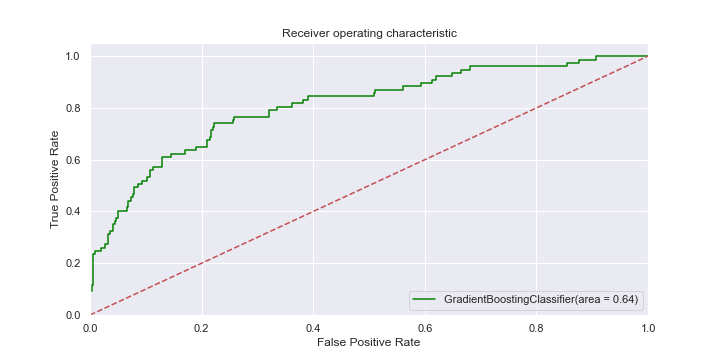 Receiver operating characteristic
True Positive Rate
1.0
0.8
0.6
0.4
0.2
0.0
GradientBoostingClassifier(area = 0.64)
0.0 0.2 0.4 0.6 0.8 1.0
False Positive Rate